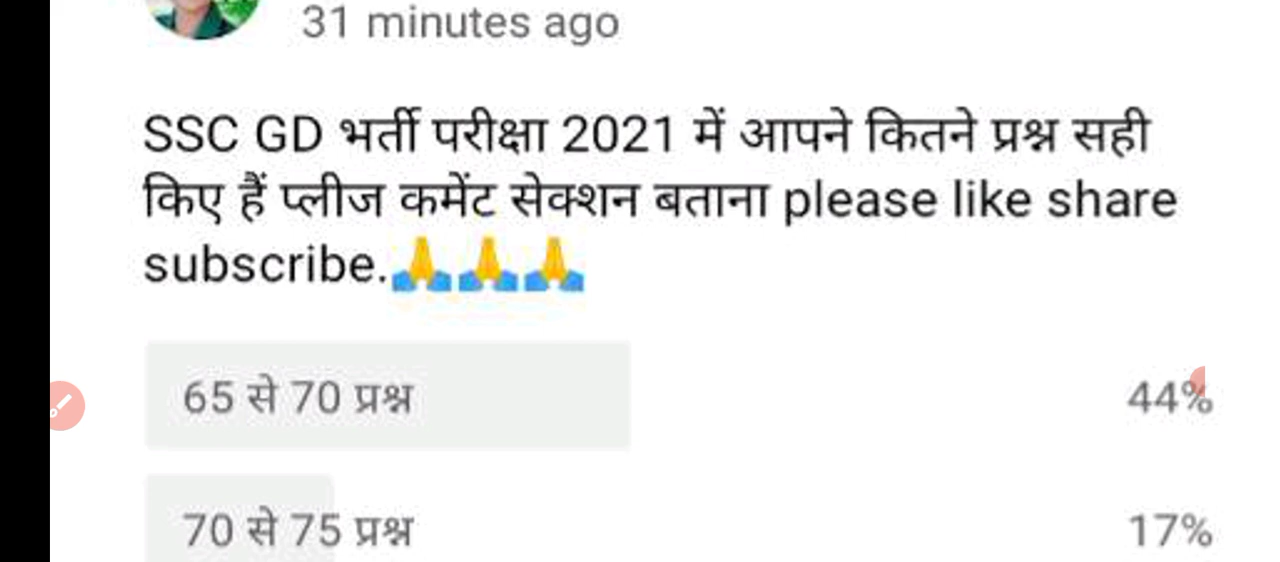 31 minutes ago
SSC GD भर्ती परीक्षा 2021 में आपने कितने प्रश्न सही
किए हैं प्लीज कमेंट सेक्शन बताना please like share
subscribe.🙏🙏🙏
65 से 70 प्रश्न 44%
70 से 75 प्रश्न 17%